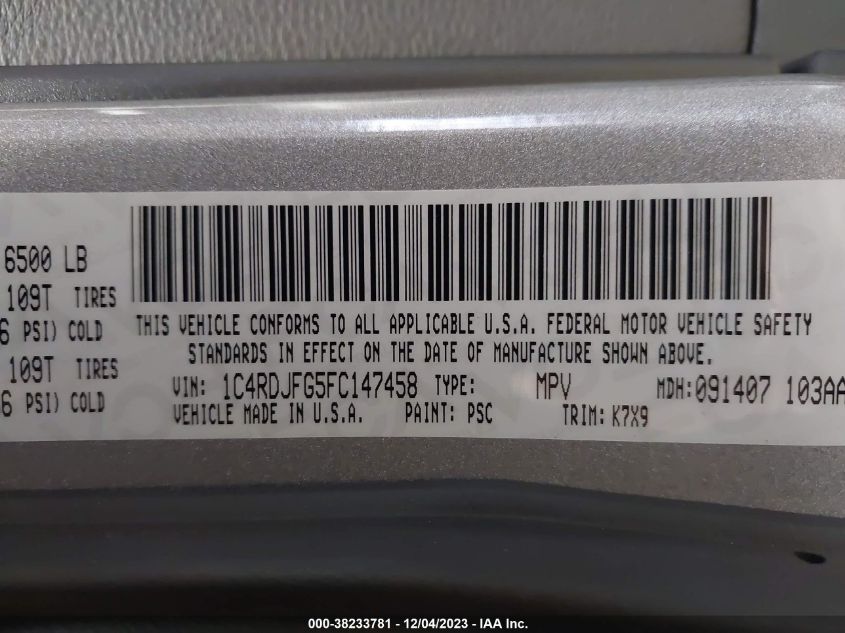 6500 LB
109T TIRES
6 PSI) COLD
109T TIRES
6 PSI) COLD
THIS VEHICLE CONFORMS TO ALL APPLICABLE U.S.A. FEDERAL MOTOR VEHICLE SAFETY
STANDARDS IN EFFECT ON THE DATE OF MANUFACTURE SHOWN ABOVE.
VIN: 1C4RDJFG5FC147458 TYPE: MPV MDH:091407 103AA
VEHICLE MADE IN U.S.A. PAINT: PSC TRIM: K7X9
000-38233781 - 12/04/2023 - IAA Inc.